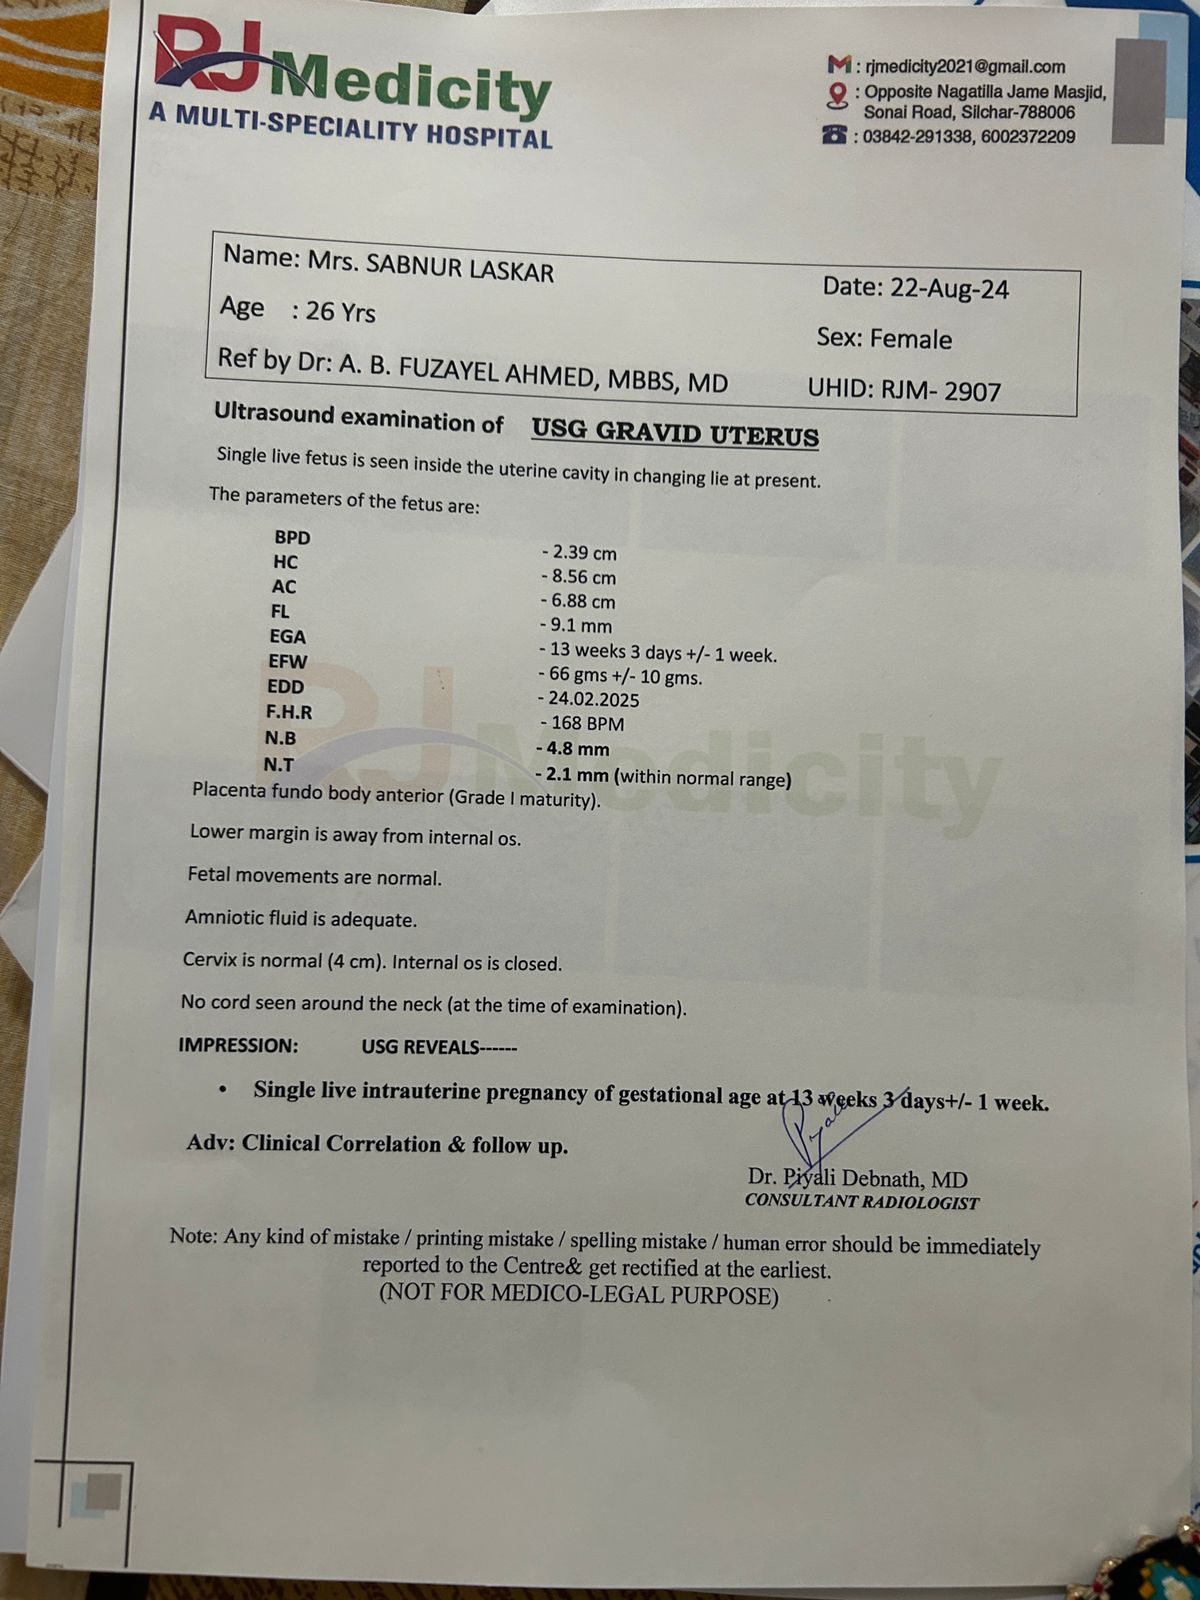 RJ Medicity
A MULTI-SPECIALITY HOSPITAL
M : rjmedicity2021@gmail.com
: Opposite Nagatilla Jame Masjid,
Sonai Road, Silchar-788006
: 03842-291338, 6002372209
Name: Mrs. SABNUR LASKAR
Date: 22-Aug-24
Age : 26 Yrs
Sex: Female
Ref by Dr: A. B. FUZAYEL AHMED, MBBS, MD
UHID: RJM- 2907
Ultrasound examination of USG GRAVID UTERUS
Single live fetus is seen inside the uterine cavity in changing lie at present.
The parameters of the fetus are:
BPD - 2.39 cm
HC - 8.56 cm
AC - 6.88 cm
FL - 9.1 mm
EGA - 13 weeks 3 days +/- 1 week.
EFW - 66 gms +/- 10 gms.
EDD - 24.02.2025
F.H.R - 168 BPM
N.B - 4.8 mm
N.T - 2.1 mm (within normal range)
RJ Medicity
Placenta fundo body anterior (Grade I maturity).
Lower margin is away from internal os.
Fetal movements are normal.
Amniotic fluid is adequate.
Cervix is normal (4 cm). Internal os is closed.
No cord seen around the neck (at the time of examination).
IMPRESSION: USG REVEALS------
• Single live intrauterine pregnancy of gestational age at 13 weeks 3 days+/- 1 week.
Adv: Clinical Correlation & follow up.
Dr. Piyali Debnath, MD
CONSULTANT RADIOLOGIST
Note: Any kind of mistake / printing mistake / spelling mistake / human error should be immediately
reported to the Centre& get rectified at the earliest.
(NOT FOR MEDICO-LEGAL PURPOSE)